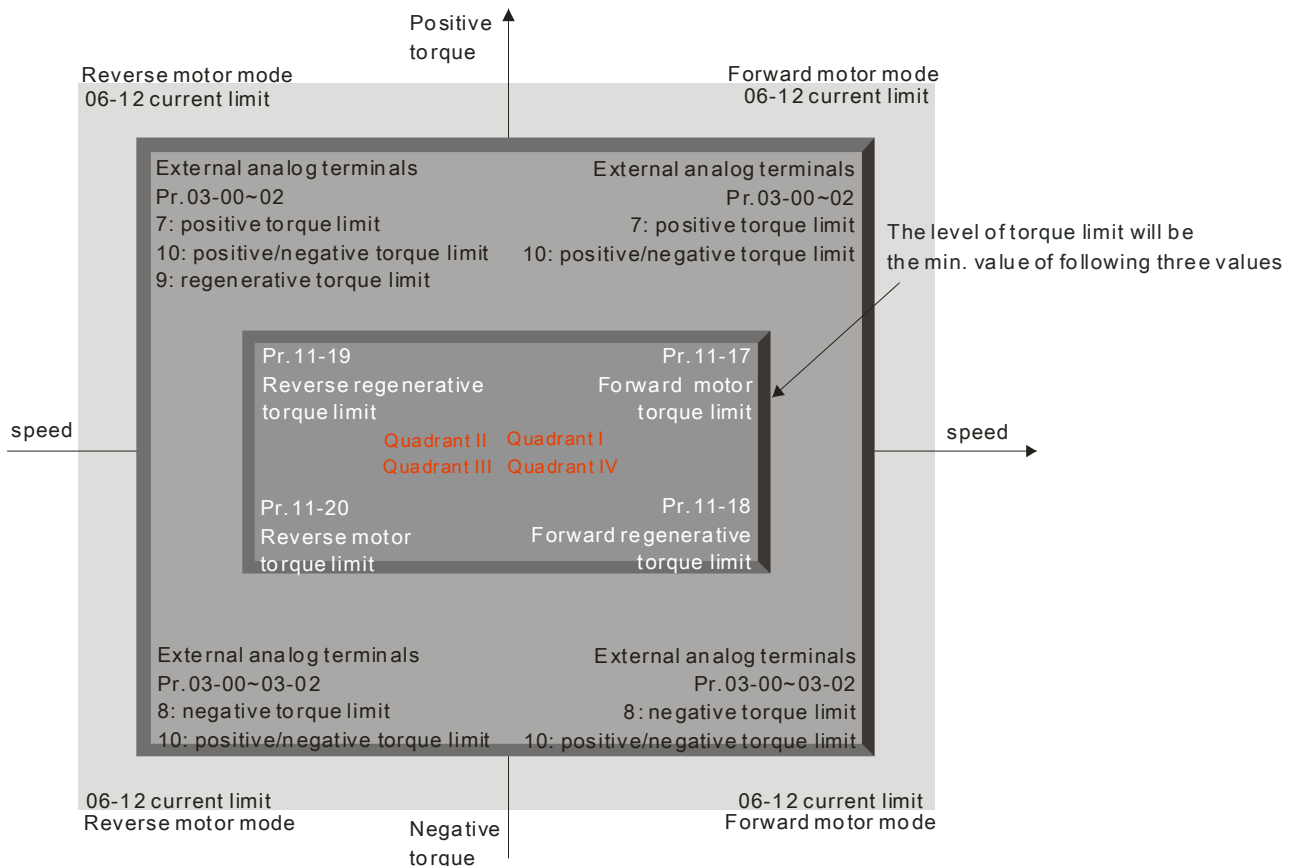 Positive
torque
Reverse motor mode
06-12 current limit
Forward motor mode
06-12 current limit
External analog terminals
Pr.03-00~02
7: positive torque limit
10: positive/negative torque limit
9: regenerative torque limit
External analog terminals
Pr.03-00~02
7: positive torque limit
10: positive/negative torque limit
The level of torque limit will be
the min. value of following three values
Pr.11-19
Reverse regenerative
torque limit
Pr.11-17
Forward motor
torque limit
speed
Quadrant II
Quadrant I
speed
Quadrant III
Quadrant IV
Pr.11-20
Reverse motor
torque limit
Pr.11-18
Forward regenerative
torque limit
External analog terminals
Pr.03-00~03-02
8: negative torque limit
10: positive/negative torque limit
External analog terminals
Pr.03-00~03-02
8: negative torque limit
10: positive/negative torque limit
06-12 current limit
Reverse motor mode
06-12 current limit
Forward motor mode
Negative
torque